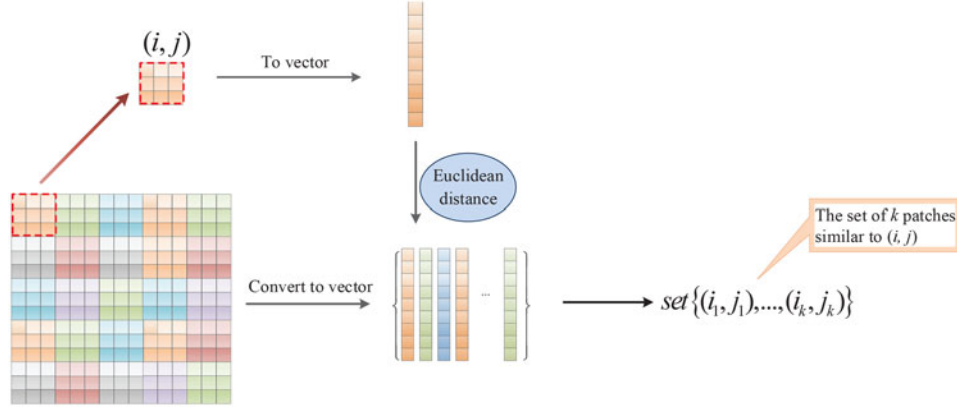 (i, j)
To vector
Euclidean
distance
The set of k patches
similar to (i, j)
Convert to vector
...
set{(i₁, j₁),...,(iₖ, jₖ)}